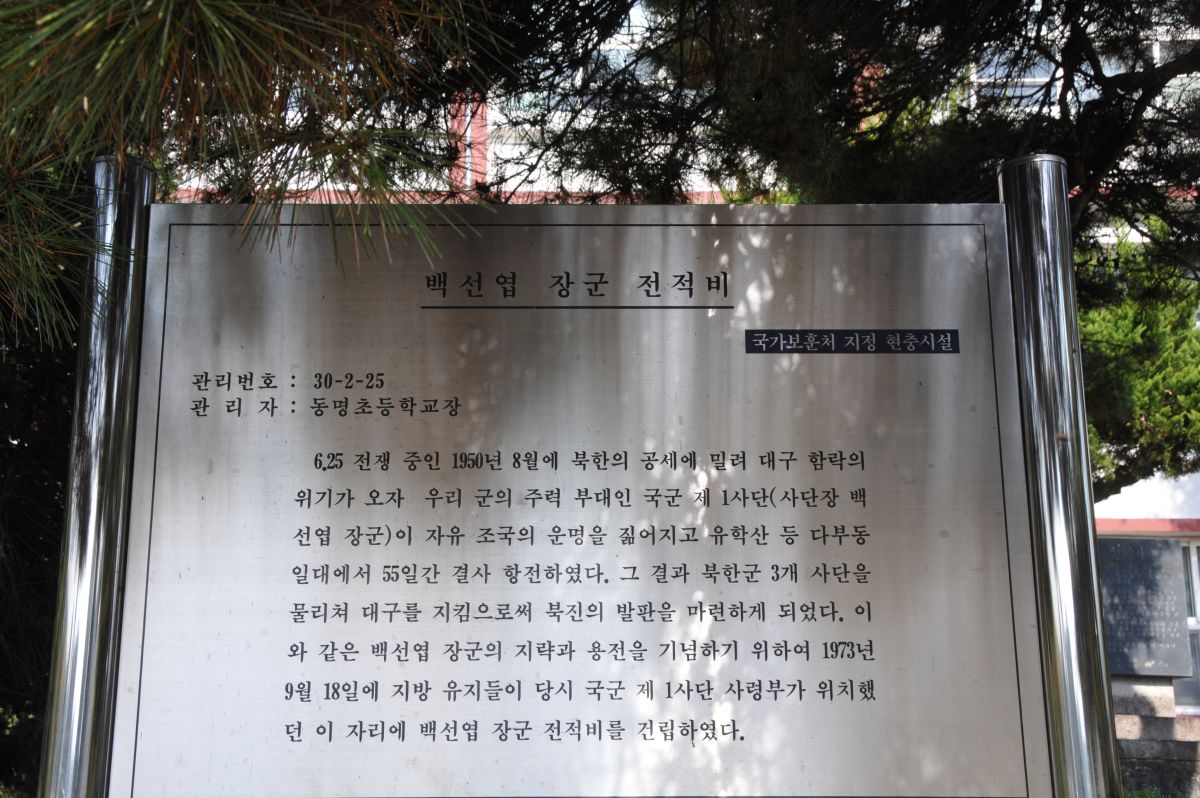 백선엽 장군 전적비
국가보훈처 지정 현충시설
관리번호 : 30-2-25
관 리 자 : 동명초등학교장
6.25 전쟁 중인 1950년 8월에 북한의 공세에 밀려 대구 함락의
위기가 오자 우리 군의 주력 부대인 국군 제 1사단(사단장 백
선엽 장군)이 자유 조국의 운명을 짊어지고 유학산 등 다부동
일대에서 55일간 결사 항전하였다. 그 결과 북한군 3개 사단을
물리쳐 대구를 지킴으로써 북진의 발판을 마련하게 되었다. 이
와 같은 백선엽 장군의 지략과 용전을 기념하기 위하여 1973년
9월 18일에 지방 유지들이 당시 국군 제 1사단 사령부가 위치했
던 이 자리에 백선엽 장군 전적비를 건립하였다.